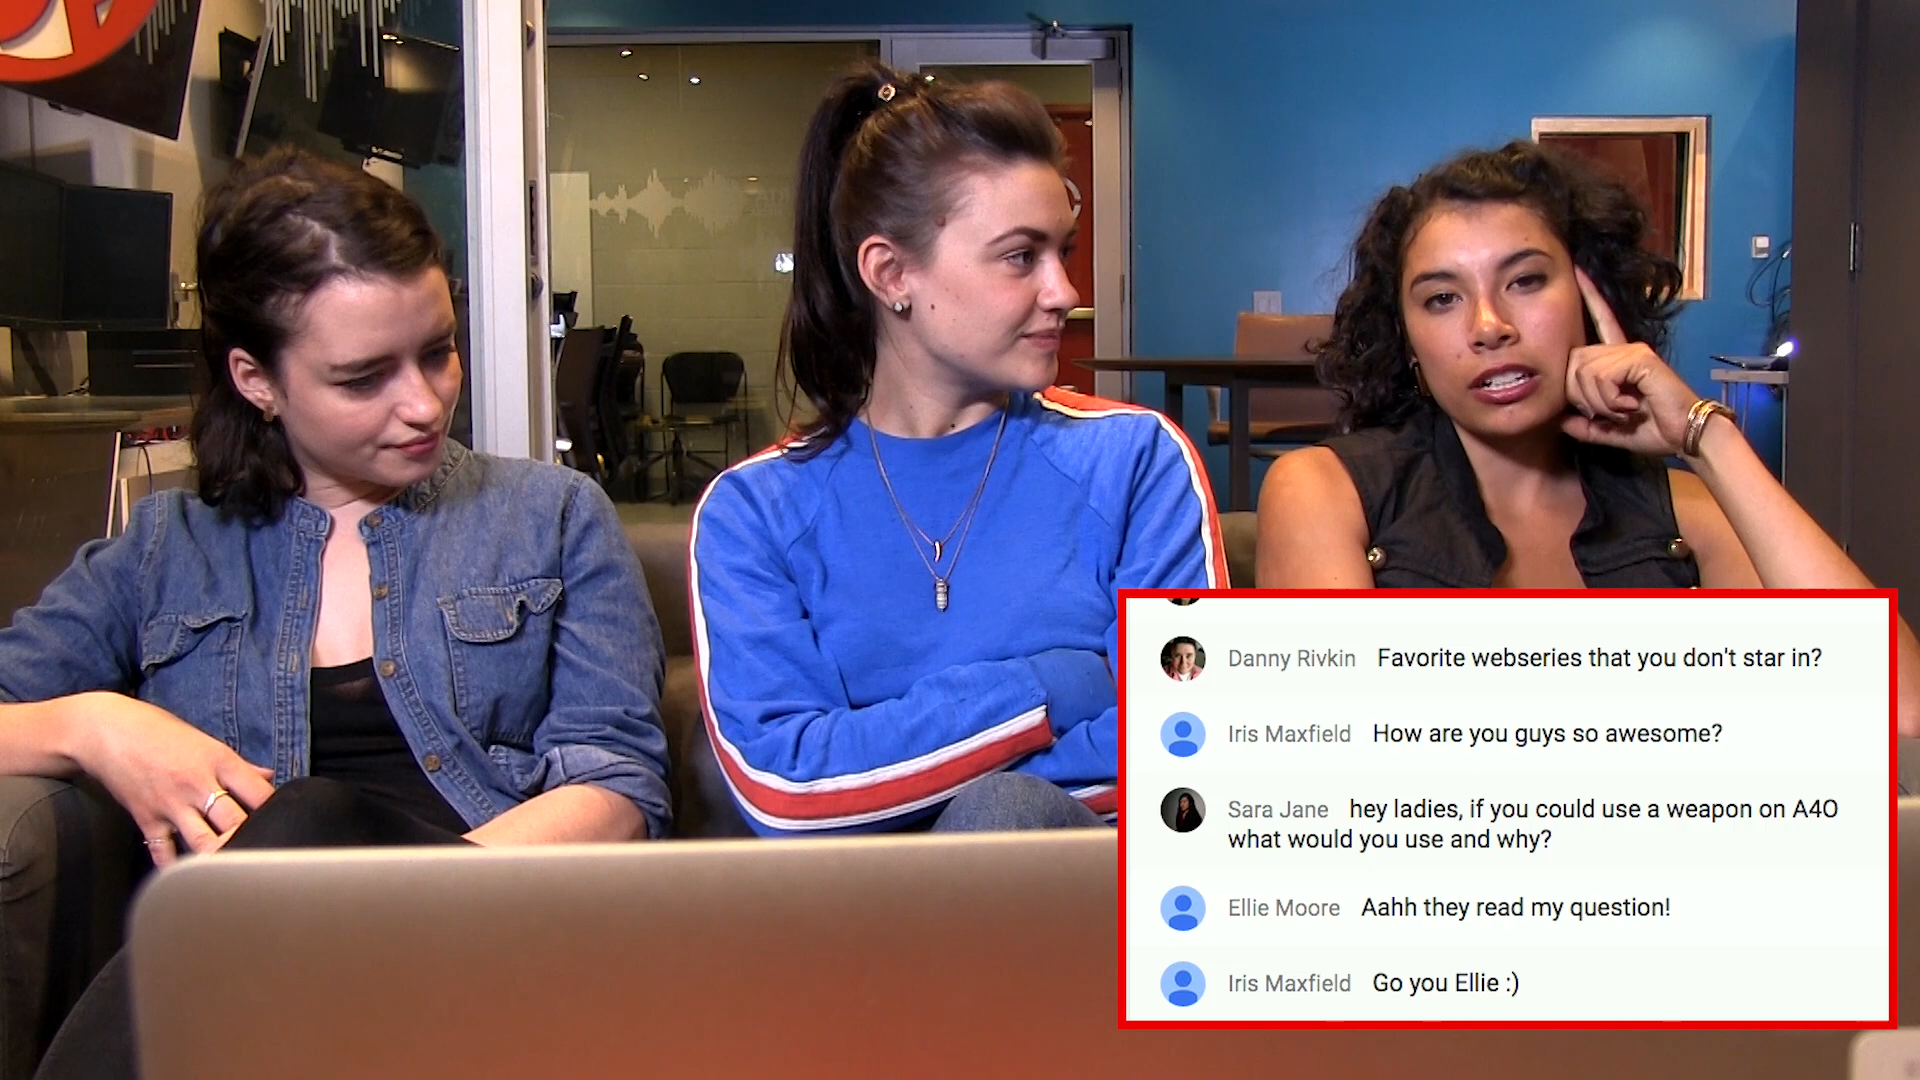 Danny Rivkin Favorite webseries that you don't star in?
Iris Maxfield How are you guys so awesome?
Sara Jane hey ladies, if you could use a weapon on A4O
what would you use and why?
Ellie Moore Aahh they read my question!
Iris Maxfield Go you Ellie :)